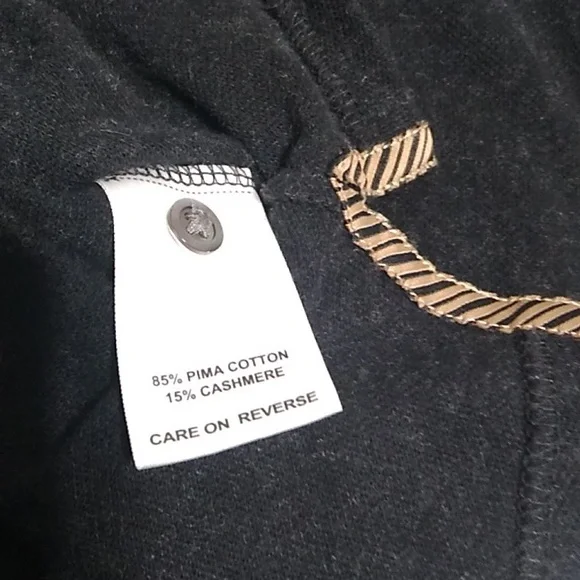 85% PIMA COTTON
15% CASHMERE
CARE ON REVERSE